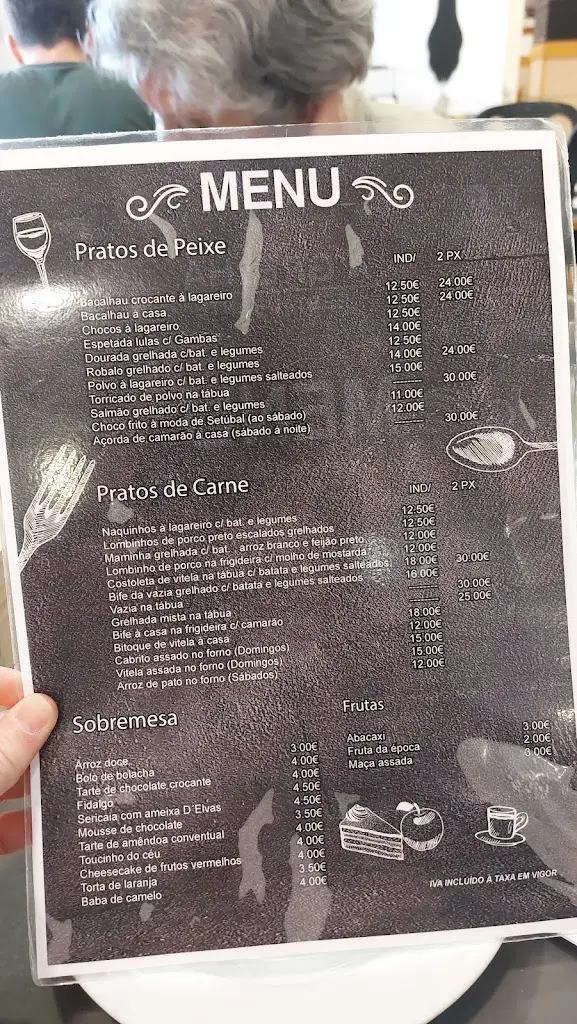 MENU
Pratos de Peixe IND/ 2 PX
Bacalhau crocante à lagareiro 12.50€ 24.00€
Bacalhau à casa 12.50€ 24.00€
Chocos à lagareiro 12.50€
Espetada lulas c/ Gambas 14.00€
Dourada grelhada c/bat. e legumes 12.50€
Robalo grelhado c/ bat. e legumes 14.00€ 24.00€
Polvo à lagareiro c/ bat. e legumes salteados 15.00€
Torricado de polvo na tábua ______ 30.00€
Salmão grelhado c/ bat. e legumes 11.00€
Choco frito à moda de Setúbal (ao sábado) 12.00€
Açorda de camarão à casa (sábado à noite) ______ 30.00€
Pratos de Carne IND/ 2 PX
Naquinhos à lagareiro c/ bat. e legumes 12.50€
Lombinhos de porco preto escalados grelhados 12.50€
Maminha grelhada c/ bat. , arroz branco e feijão preto 12.00€
Lombinho de porco na frigideira c/ molho de mostarda 12.00€
Costoleta de vitela na tábua c/ batata e legumes salteados 18.00€ 30.00€
Bife da vazia grelhado c/ batata e legumes salteados 16.00€
Vazia na tábua ______ 30.00€
Grelhada mista na tábua ______ 25.00€
Bife à casa na frigideira c/ camarão 18.00€
Bitoque de vitela à casa 12.00€
Cabrito assado no forno (Domingos) 15.00€
Vitela assada no forno (Domingos) 15.00€
Arroz de pato no forno (Sábados) 12.00€
Sobremesa
Arroz doce 3.00€
Bolo de bolacha 4.00€
Tarte de chocolate crocante 4.00€
Fidalgo 4.50€
Sericaia com ameixa D´Elvas 4.50€
Mousse de chocolate 3.50€
Tarte de amêndoa conventual 4.00€
Toucinho do céu 4.00€
Cheesecake de frutos vermelhos 4.00€
Torta de laranja 3.50€
Baba de camelo 4.00€
Frutas
Abacaxi 3.00€
Fruta da época 2.00€
Maça assada 3.00€
IVA INCLUÍDO À TAXA EM VIGOR